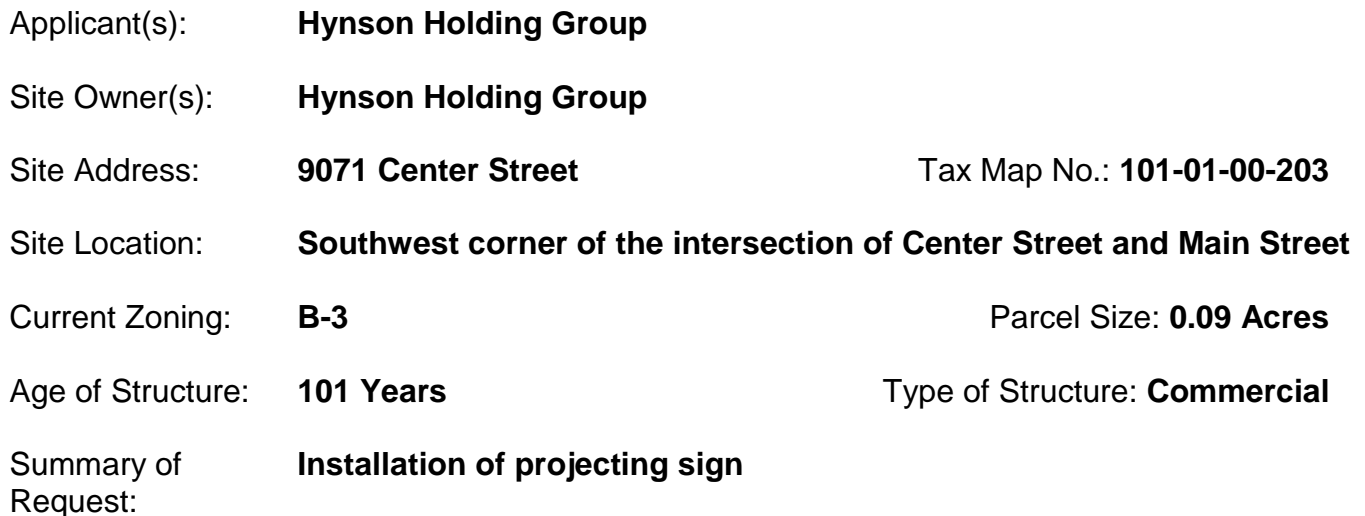 Applicant(s): Hynson Holding Group
Site Owner(s): Hynson Holding Group
Site Address: 9071 Center Street Tax Map No.: 101-01-00-203
Site Location: Southwest corner of the intersection of Center Street and Main Street
Current Zoning: B-3 Parcel Size: 0.09 Acres
Age of Structure: 101 Years Type of Structure: Commercial
Summary of Installation of projecting sign
Request: